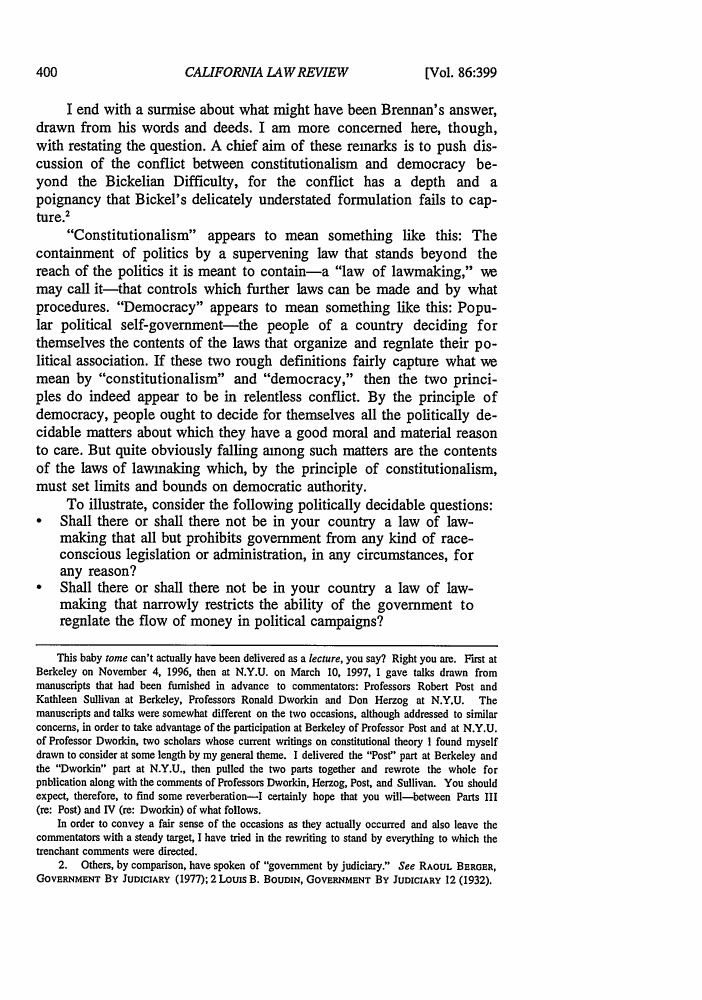 400 CALIFORNIA LAW REVIEW [Vol. 86:399
I end with a surmise about what might have been Brennan's answer,
drawn from his words and deeds. I am more concerned here, though,
with restating the question. A chief aim of these remarks is to push dis-
cussion of the conflict between constitutionalism and democracy be-
yond the Bickelian Difficulty, for the conflict has a depth and a
poignancy that Bickel's delicately understated formulation fails to cap-
ture.2
"Constitutionalism" appears to mean something like this: The
containment of politics by a supervening law that stands beyond the
reach of the politics it is meant to contain—a "law of lawmaking," we
may call it—that controls which further laws can be made and by what
procedures. "Democracy" appears to mean something like this: Popu-
lar political self-government—the people of a country deciding for
themselves the contents of the laws that organize and regnlate their po-
litical association. If these two rough definitions fairly capture what we
mean by "constitutionalism" and "democracy," then the two princi-
ples do indeed appear to be in relentless conflict. By the principle of
democracy, people ought to decide for themselves all the politically de-
cidable matters about which they have a good moral and material reason
to care. But quite obviously falling among such matters are the contents
of the laws of lawmaking which, by the principle of constitutionalism,
must set limits and bounds on democratic authority.
To illustrate, consider the following politically decidable questions:
• Shall there or shall there not be in your country a law of law-
making that all but prohibits government from any kind of race-
conscious legislation or administration, in any circumstances, for
any reason?
• Shall there or shall there not be in your country a law of law-
making that narrowly restricts the ability of the government to
regnlate the flow of money in political campaigns?
This baby tome can't actually have been delivered as a lecture, you say? Right you are. First at
Berkeley on November 4, 1996, then at N.Y.U. on March 10, 1997, I gave talks drawn from
manuscripts that had been furnished in advance to commentators: Professors Robert Post and
Kathleen Sullivan at Berkeley, Professors Ronald Dworkin and Don Herzog at N.Y.U. The
manuscripts and talks were somewhat different on the two occasions, although addressed to similar
concerns, in order to take advantage of the participation at Berkeley of Professor Post and at N.Y.U.
of Professor Dworkin, two scholars whose current writings on constitutional theory I found myself
drawn to consider at some length by my general theme. I delivered the "Post" part at Berkeley and
the "Dworkin" part at N.Y.U., then pulled the two parts together and rewrote the whole for
pnblication along with the comments of Professors Dworkin, Herzog, Post, and Sullivan. You should
expect, therefore, to find some reverberation—I certainly hope that you will—between Parts III
(re: Post) and IV (re: Dworkin) of what follows.
In order to convey a fair sense of the occasions as they actually occurred and also leave the
commentators with a steady target, I have tried in the rewriting to stand by everything to which the
trenchant comments were directed.
2. Others, by comparison, have spoken of "government by judiciary." See RAOUL BERGER,
GOVERNMENT BY JUDICIARY (1977); 2 LOUIS B. BOUDIN, GOVERNMENT BY JUDICIARY 12 (1932).